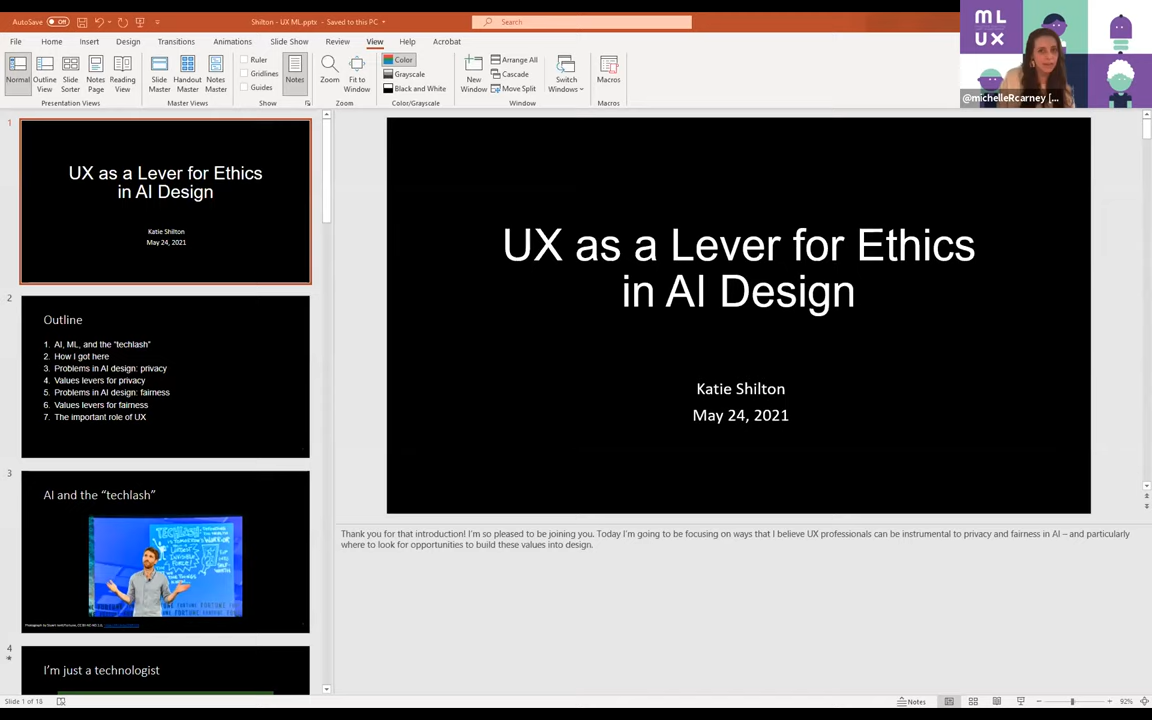 AutoSave Off
Shilton - UX ML.pptx - Saved to this PC
Search
File Home Insert Design Transitions Animations Slide Show Review View Help Acrobat
Normal
Outline View
Slide Sorter
Notes Page
Reading View
Presentation Views
Slide Master
Handout Master
Notes Master
Master Views
Ruler
Gridlines
Guides
Show
Notes
Zoom
Fit to Window
Zoom
Color
Grayscale
Black and White
Color/Grayscale
New Window
Arrange All
Cascade
Move Split
Switch Windows
Window
Macros
Macros
ML
UX
@michelleRcarney [...
1
UX as a Lever for Ethics
in AI Design
Katie Shilton
May 24, 2021
2
Outline
1. AI, ML, and the "techlash"
2. How I got here
3. Problems in AI design: privacy
4. Values levers for privacy
5. Problems in AI design: fairness
6. Values levers for fairness
7. The important role of UX
3
AI and the "techlash"
4
I'm just a technologist
UX as a Lever for Ethics
in AI Design
Katie Shilton
May 24, 2021
Thank you for that introduction! I'm so pleased to be joining you. Today I'm going to be focusing on ways that I believe UX professionals can be instrumental to privacy and fairness in AI – and particularly
where to look for opportunities to build these values into design.
Slide 1 of 18
Notes
92%